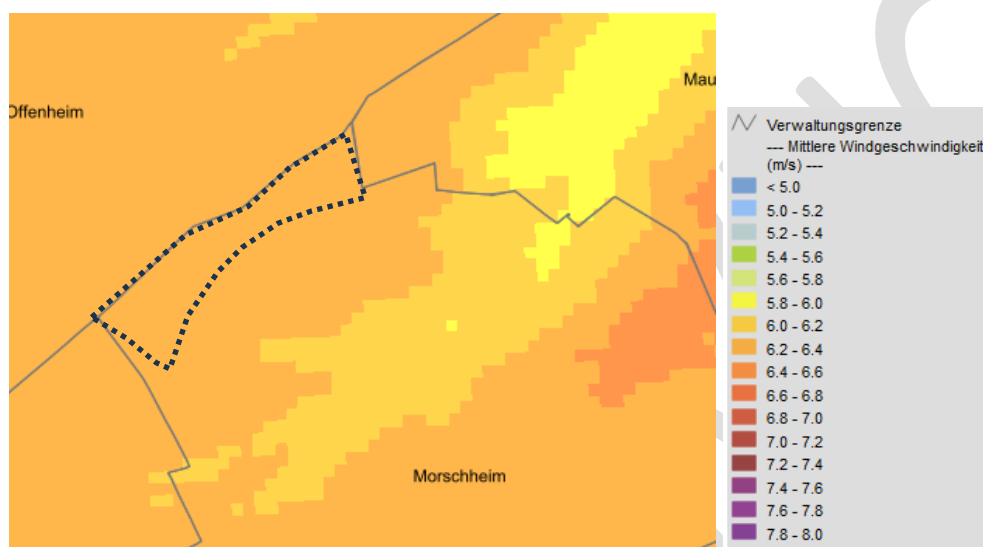 Offenheim
Mau
Morschheim
Verwaltungsgrenze
--- Mittlere Windgeschwindigkeit
(m/s) ---
< 5.0
5.0 - 5.2
5.2 - 5.4
5.4 - 5.6
5.6 - 5.8
5.8 - 6.0
6.0 - 6.2
6.2 - 6.4
6.4 - 6.6
6.6 - 6.8
6.8 - 7.0
7.0 - 7.2
7.2 - 7.4
7.4 - 7.6
7.6 - 7.8
7.8 - 8.0